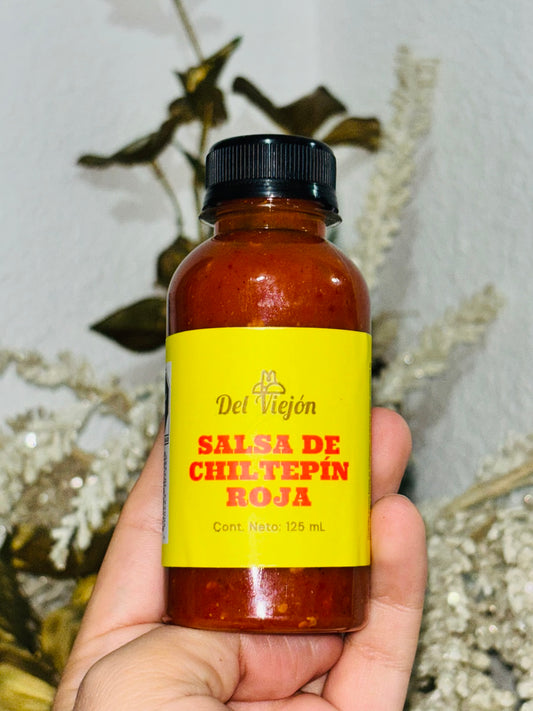 Del Viejón
SALSA DE
CHILTEPÍN
ROJA
Cont. Neto: 125 mL